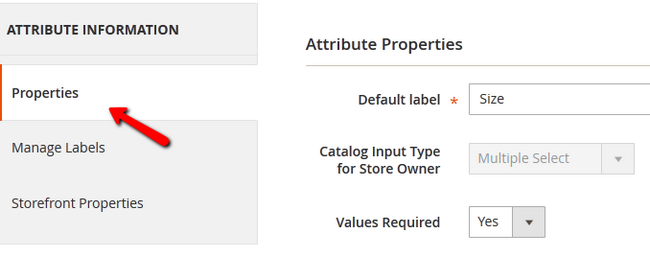 ATTRIBUTE INFORMATION
Properties
Manage Labels
Storefront Properties
Attribute Properties
Default label * Size
Catalog Input Type
for Store Owner
Multiple Select
Values Required Yes